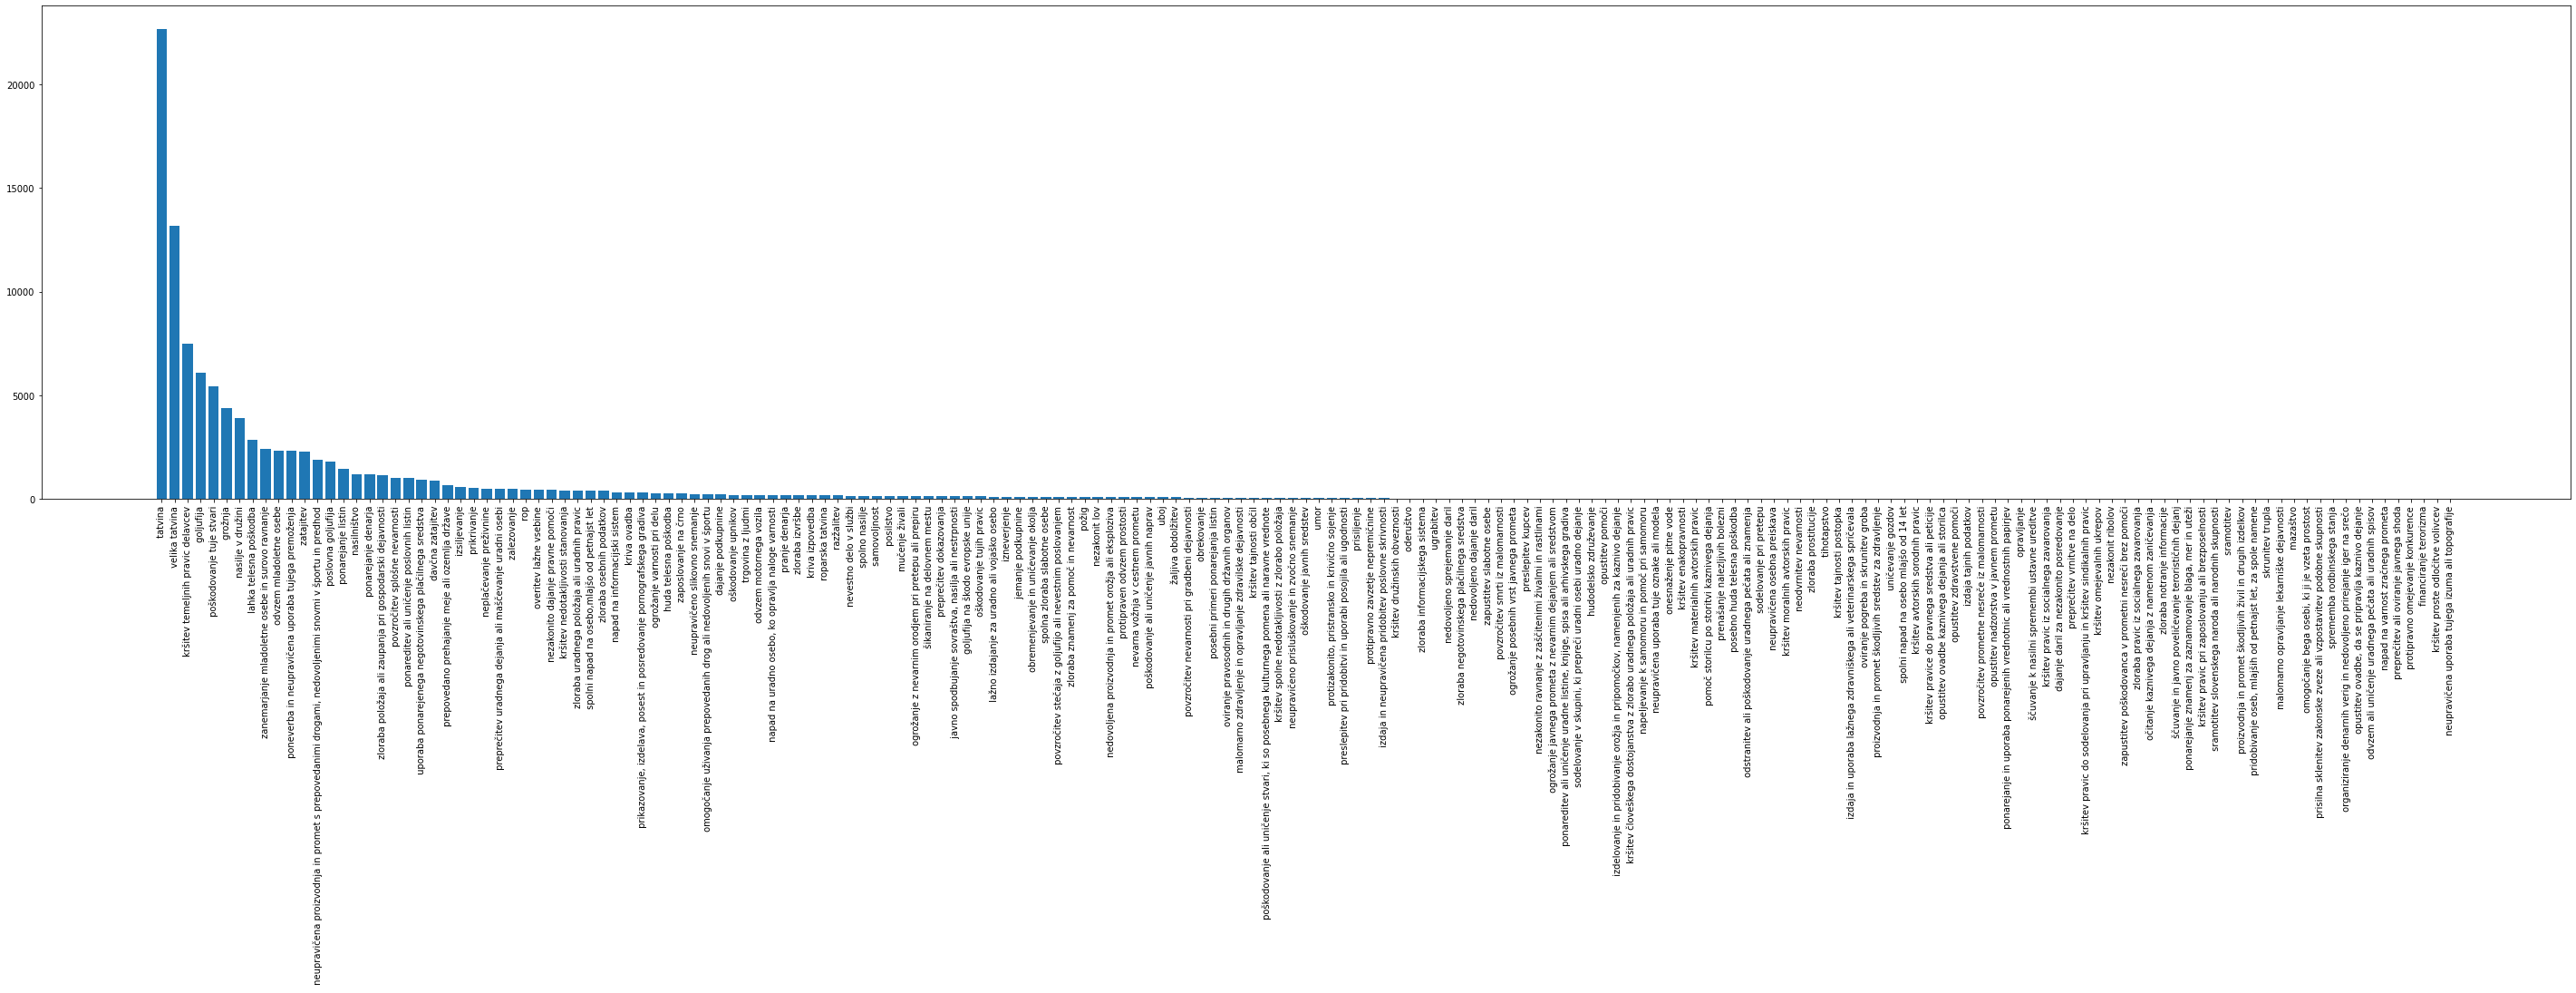 20000
15000
10000
5000
0
tatvina
velika tatvina
kršitev temeljnih pravic delavcev
goljufija
poškodovanje tuje stvari
grožnja
nasilje v družini
lahka telesna poškodba
zanemarjanje mladoletne osebe in surovo ravnanje
odvzem mladoletne osebe
poneverba in neupravičena uporaba tujega premoženja
zatajitev
neupravičena proizvodnja in promet s prepovedanimi drogami, nedovoljenimi snovmi v športu in predhod
poslovna goljufija
ponarejanje listin
nasilništvo
ponarejanje denarja
zloraba položaja ali zaupanja pri gospodarski dejavnosti
povzročitev splošne nevarnosti
ponareditev ali uničenje poslovnih listin
uporaba ponarejenega negotovinskega plačilnega sredstva
davčna zatajitev
prepovedano prehajanje meje ali ozemlja države
izsiljevanje
prikrivanje
neplačevanje preživnine
preprečitev uradnega dejanja ali maščevanje uradni osebi
zalezovanje
rop
overitev lažne vsebine
nezakonito dajanje pravne pomoči
kršitev nedotakljivosti stanovanja
zloraba uradnega položaja ali uradnih pravic
spolni napad na osebo,mlajšo od petnajst let
zloraba osebnih podatkov
napad na informacijski sistem
kriva ovadba
prikazovanje, izdelava, posest in posredovanje pornografskega gradiva
ogrožanje varnosti pri delu
huda telesna poškodba
zaposlovanje na črno
neupravičeno slikovno snemanje
omogočanje uživanja prepovedanih drog ali nedovoljenih snovi v športu
dajanje podkupnine
oškodovanje upnikov
trgovina z ljudmi
odvzem motornega vozila
napad na uradno osebo, ko opravlja naloge varnosti
pranje denarja
zloraba izvršbe
kriva izpovedba
roparska tatvina
razžalitev
nevestno delo v službi
spolno nasilje
samovoljnost
posilstvo
mučenje živali
ogrožanje z nevarnim orodjem pri pretepu ali prepiru
šikaniranje na delovnem mestu
preprečitev dokazovanja
javno spodbujanje sovraštva, nasilja ali nestrpnosti
goljufija na škodo evropske unije
oškodovanje tujih pravic
lažno izdajanje za uradno ali vojaško osebo
iznevenjenje
jemanje podkupnine
obremenjevanje in uničevanje okolja
spolna zloraba slabotne osebe
povzročitev stečaja z goljufijo ali nevestnim poslovanjem
zloraba znamenj za pomoč in nevarnost
požig
nezakonit lov
nedovoljena proizvodnja in promet orožja ali eksploziva
protipraven odvzem prostosti
nevarna vožnja v cestnem prometu
poškodovanje ali uničenje javnih naprav
uboj
žaljiva obdolžitev
povzročitev nevarnosti pri gradbeni dejavnosti
obrekovanje
posebni primeri ponarejanja listin
oviranje pravosodnih in drugih državnih organov
malomarno zdravljenje in opravljanje zdravilske dejavnosti
kršitev tajnosti občil
poškodovanje ali uničenje stvari, ki so posebnega kulturnega pomena ali naravne vrednote
kršitev spolne nedotakljivosti z zlorabo položaja
neupravičeno prisluškovanje in zvočno snemanje
oškodovanje javnih sredstev
umor
protizakonito, pristransko in krivično sojenje
preslepitev pri pridobitvi in uporabi posojila ali ugodnosti
prisiljenje
protipravno zavzetje nepremičnine
izdaja in neupravičena pridobitev poslovne skrivnosti
kršitev družinskih obveznosti
oderuštvo
zloraba informacijskega sistema
ugrabitev
nedovoljeno sprejemanje daril
zloraba negotovinskega plačilnega sredstva
nedovoljeno dajanje daril
zapustitev slabotne osebe
povzročitev smrti iz malomarnosti
ogrožanje posebnih vrst javnega prometa
preslepitev kupcev
nezakonito ravnanje z zaščitenimi živalmi in rastlinami
ogrožanje javnega prometa z nevarnim dejanjem ali sredstvom
ponareditev ali uničenje uradne listine, knjige, spisa ali arhivskega gradiva
sodelovanje v skupini, ki prepreči uradni osebi uradno dejanje
hudodelsko združevanje
opustitev pomoči
izdelovanje in pridobivanje orožja in pripomočkov, namenjenih za kaznivo dejanje
kršitev človeškega dostojanstva z zlorabo uradnega položaja ali uradnih pravic
napeljevanje k samomoru in pomoč pri samomoru
neupravičena uporaba tuje oznake ali modela
onesnaženje pitne vode
kršitev enakopravnosti
kršitev materialnih avtorskih pravic
pomoč storilcu po storitvi kaznivega dejanja
prenašanje nalezljivih bolezni
posebno huda telesna poškodba
odstranitev ali poškodovanje uradnega pečata ali znamenja
sodelovanje pri pretepu
neupravičena osebna preiskava
kršitev moralnih avtorskih pravic
neodvrnitev nevarnosti
zloraba prostitucije
tihotapstvo
kršitev tajnosti postopka
izdaja in uporaba lažnega zdravniškega ali veterinarskega spričevala
oviranje pogreba in skrunitev groba
proizvodnja in promet škodljivih sredstev za zdravljenje
uničevanje gozdov
spolni napad na osebo mlajšo od 14 let
kršitev avtorskih sorodnih pravic
kršitev pravice do pravnega sredstva ali peticije
opustitev ovadbe kaznivega dejanja ali storilca
opustitev zdravstvene pomoči
izdaja tajnih podatkov
povzročitev prometne nesreče iz malomarnosti
opustitev nadzorstva v javnem prometu
ponarejanje in uporaba ponarejenih vrednotnic ali vrednostnih papirjev
opravljanje
ščuvanje k nasilni spremembi ustavne ureditve
kršitev pravic iz socialnega zavarovanja
dajanje daril za nezakonito posredovanje
preprečitev vrnitve na delo
kršitev pravic do sodelovanja pri upravljanju in kršitev sindikalnih pravic
kršitev omejevalnih ukrepov
nezakonit ribolov
zapustitev poškodovanca v prometni nesreči brez pomoči
zloraba pravic iz socialnega zavarovanja
očitanje kaznivega dejanja z namenom zaničevanja
zloraba notranje informacije
ščuvanje in javno poveličevanje terorističnih dejanj
ponarejanje znamenj za zaznamovanje blaga, mer in uteži
kršitev pravic pri zaposlovanju ali brezposelnosti
sramotitev slovenskega naroda ali narodnih skupnosti
sramotitev
proizvodnja in promet škodljivih živil in drugih izdelkov
pridobivanje oseb, mlajših od petnajst let, za spolne namene
skrunitev trupla
malomarno opravljanje lekarniške dejavnosti
mazaštvo
omogočanje bega osebi, ki ji je vzeta prostost
prisilna sklenitev zakonske zveze ali vzpostavitev podobne skupnosti
sprememba rodbinskega stanja
organiziranje denarnih verig in nedovoljeno prirejanje iger na srečo
opustitev ovadbe, da se pripravlja kaznivo dejanje
odvzem ali uničenje uradnega pečata ali uradnih spisov
napad na varnost zračnega prometa
preprečitev ali oviranje javnega shoda
protipravno omejevanje konkurence
financiranje terorizma
kršitev proste odločitve volivcev
neupravičena uporaba tujega izuma ali topografije